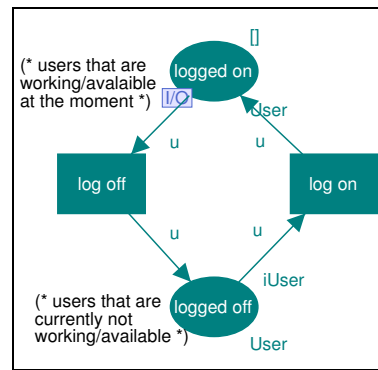 []
(* users that are
working/avalaible
at the moment *)
logged on
I/O
User
u
u
log off
log on
u
u
iUser
(* users that are
currently not
working/available *)
logged off
User